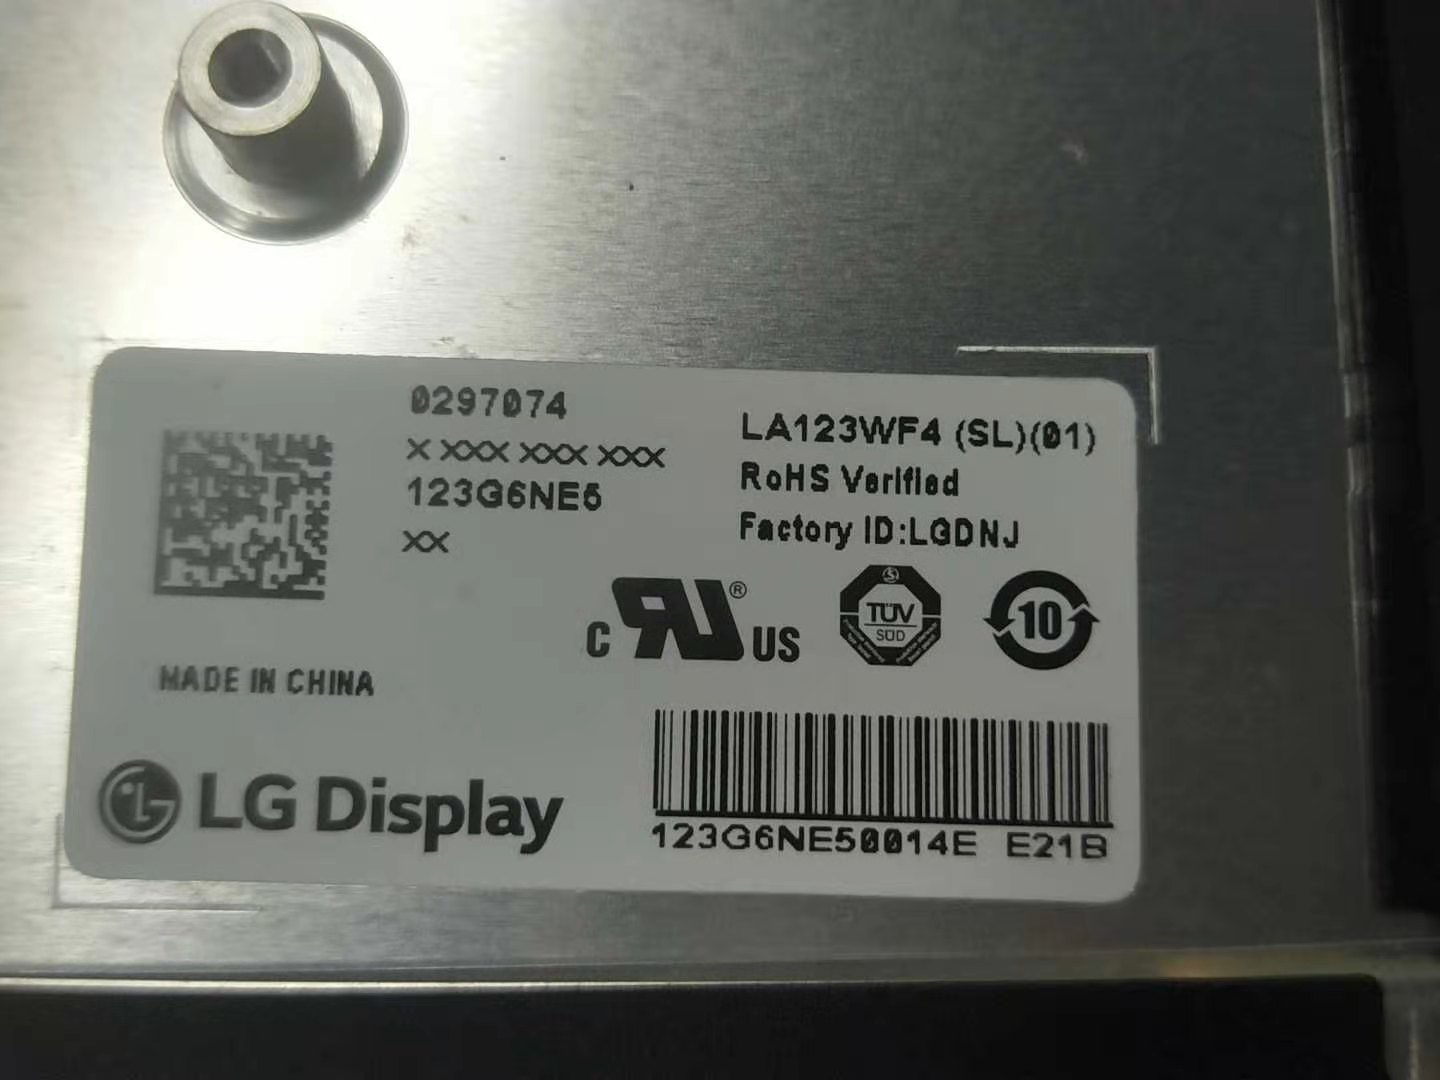 0297074
X XXX XXX XXX
123G6NE5
XX
LA123WF4 (SL)(01)
RoHS Verified
Factory ID:LGDNJ
C RU® US
TÜV
SÜD
10
MADE IN CHINA
LG Display
123G6NE50014E E21B